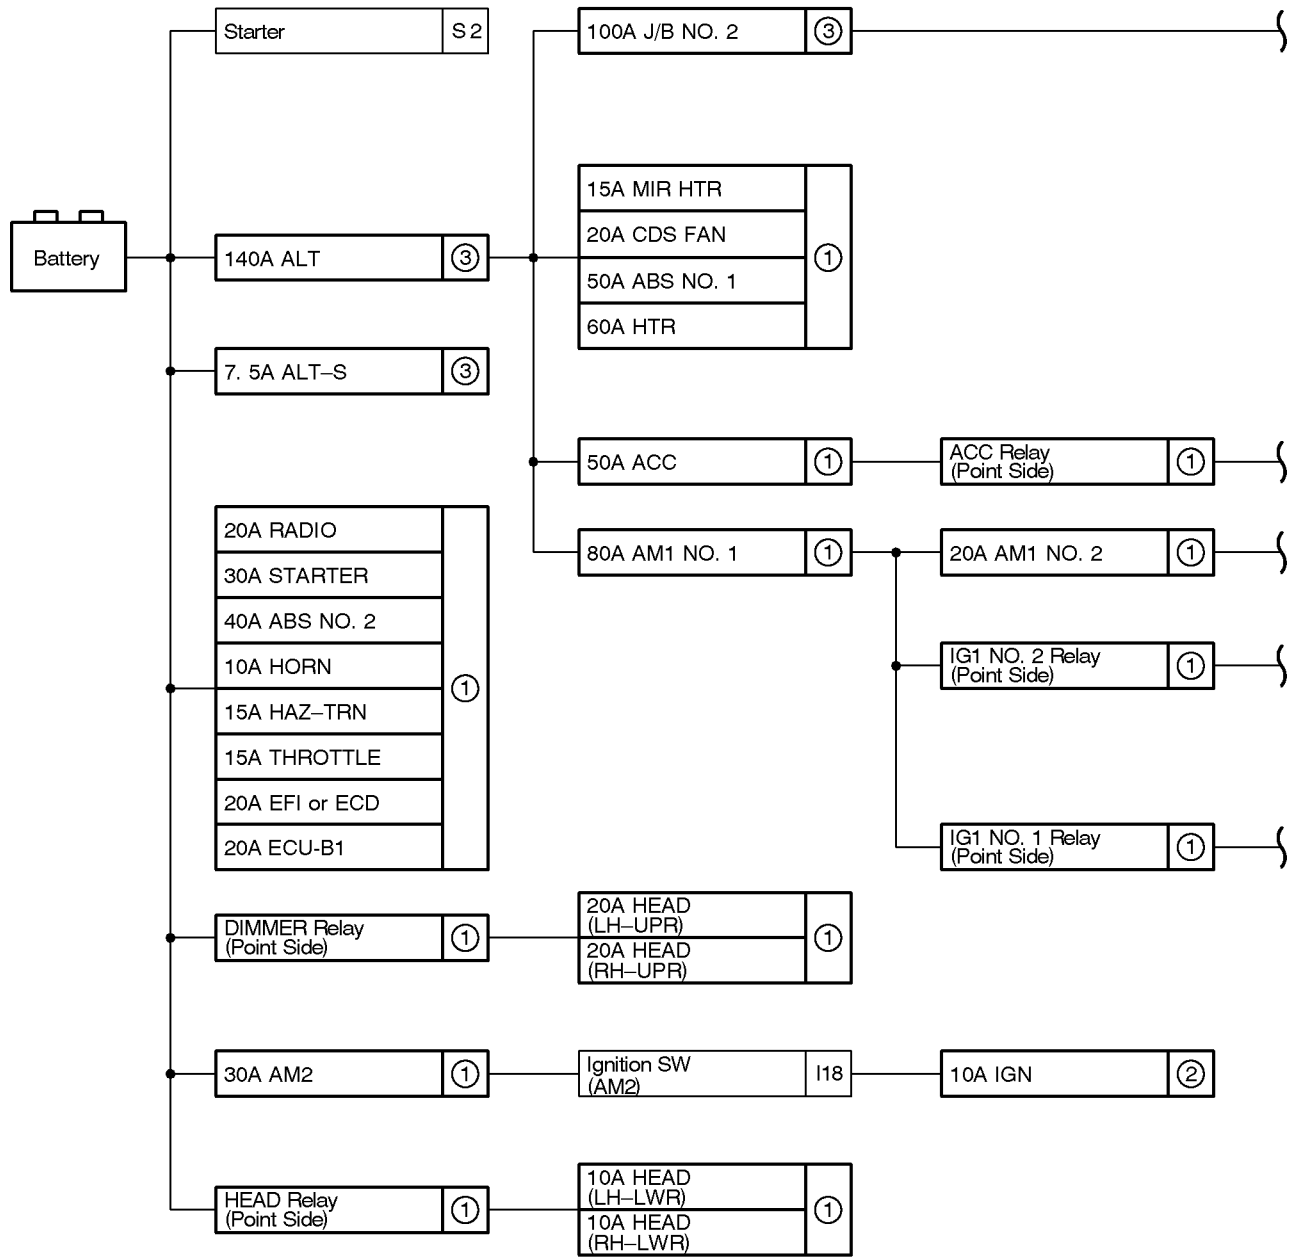 Starter S 2
100A J/B NO. 2 3
15A MIR HTR
20A CDS FAN
50A ABS NO. 1
60A HTR
1
Battery
140A ALT 3
7. 5A ALT–S 3
50A ACC 1
ACC Relay
(Point Side)
1
20A RADIO
30A STARTER
40A ABS NO. 2
10A HORN
15A HAZ–TRN
15A THROTTLE
20A EFI or ECD
20A ECU-B1
1
80A AM1 NO. 1 1
20A AM1 NO. 2 1
IG1 NO. 2 Relay
(Point Side)
1
IG1 NO. 1 Relay
(Point Side)
1
DIMMER Relay
(Point Side)
1
20A HEAD
(LH–UPR)
20A HEAD
(RH–UPR)
1
30A AM2 1
Ignition SW
(AM2)
I18
10A IGN 2
HEAD Relay
(Point Side)
1
10A HEAD
(LH–LWR)
10A HEAD
(RH–LWR)
1